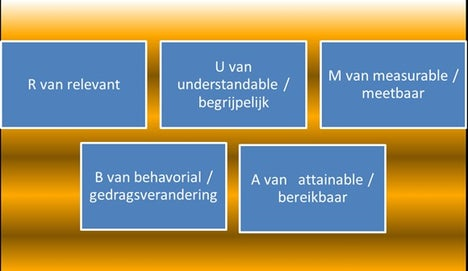 R van relevant
U van
understandable /
begrijpelijk
M van measurable /
meetbaar
B van behavorial /
gedragsverandering
A van attainable /
bereikbaar